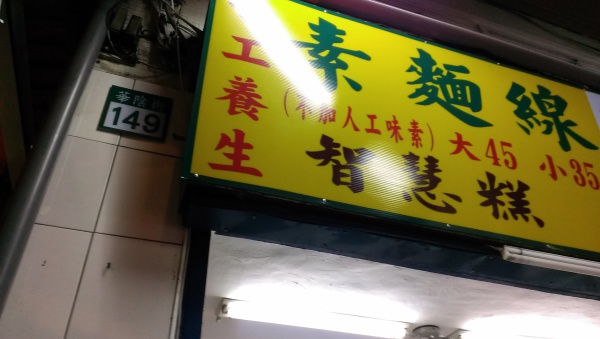 華陰街
149
工養生
素麵線
(不加人工味素) 大45 小35
智慧糕